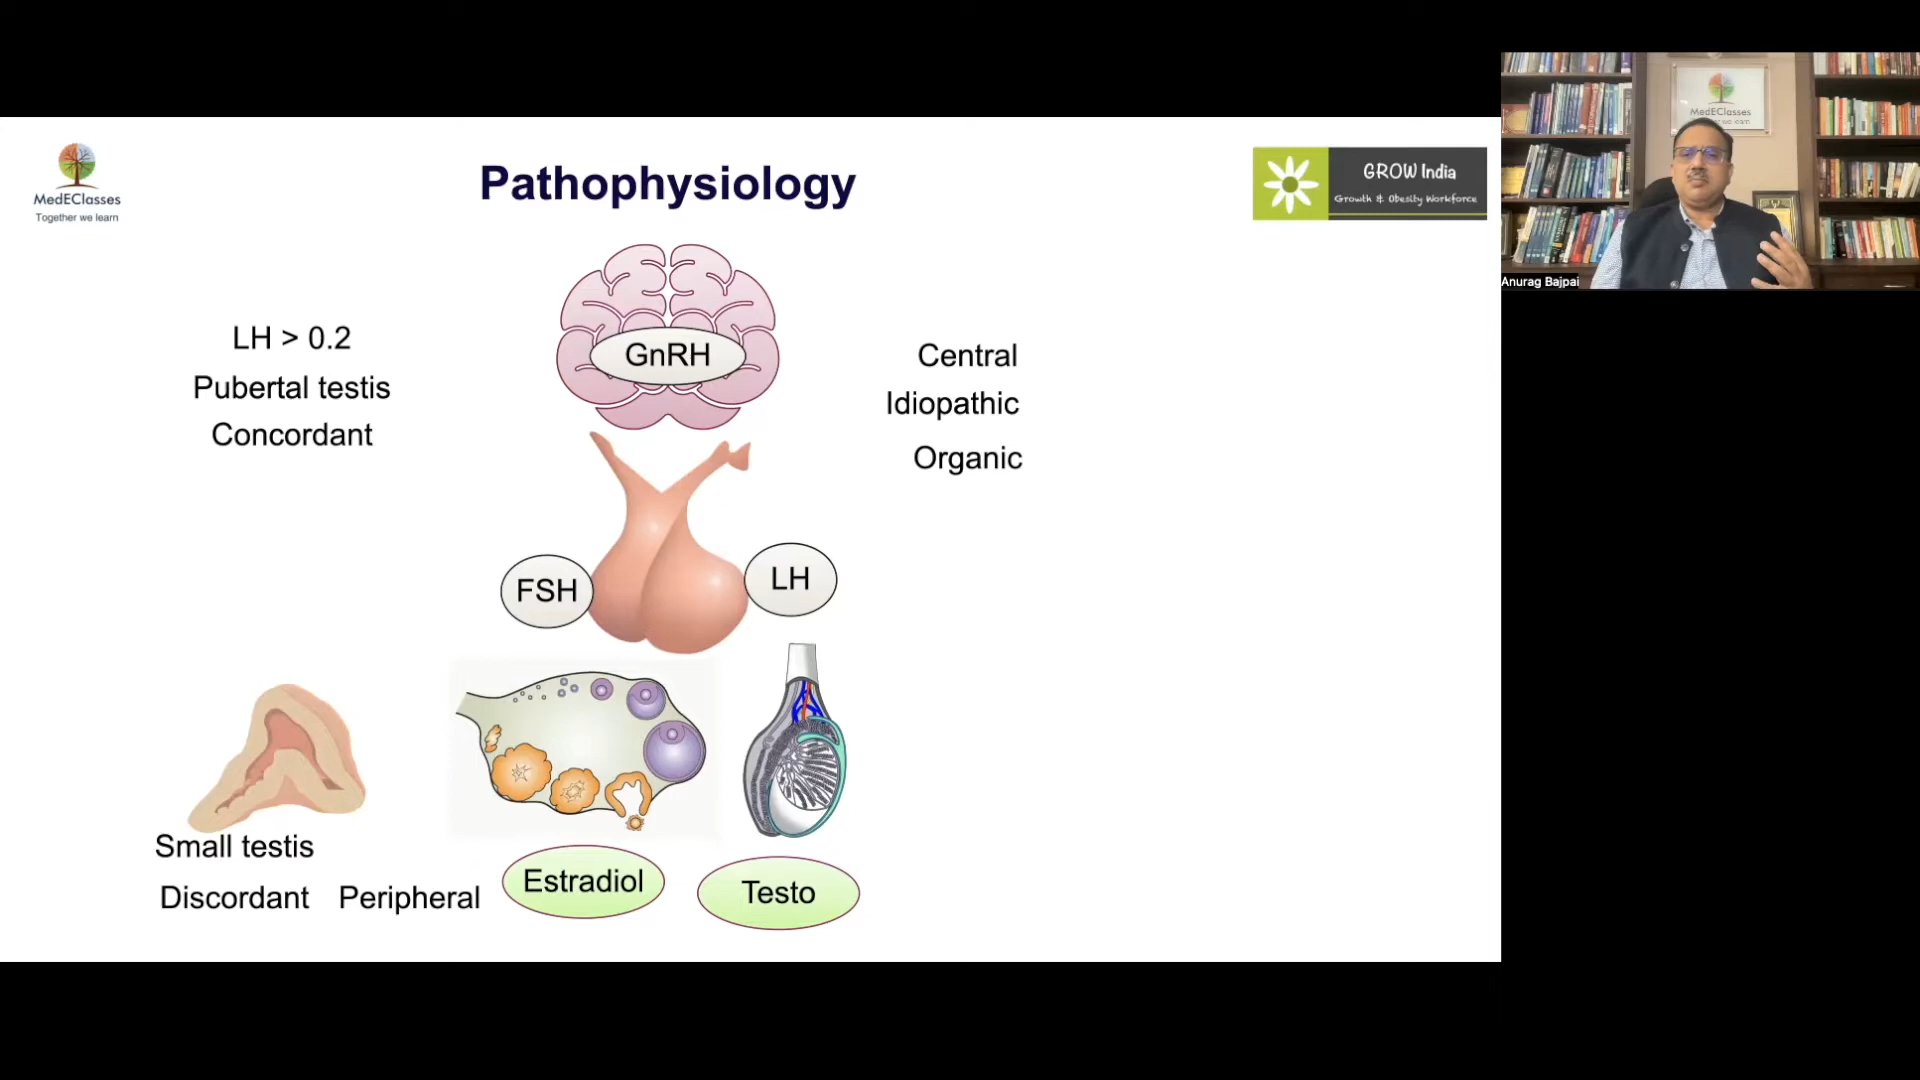 MedEClasses
Together we learn
Pathophysiology
GROW India
Growth & Obesity Workforce
MedEClasses
Anurag Bajpai
LH > 0.2
Pubertal testis
Concordant
GnRH
Central
Idiopathic
Organic
FSH
LH
Small testis
Discordant
Peripheral
Estradiol
Testo